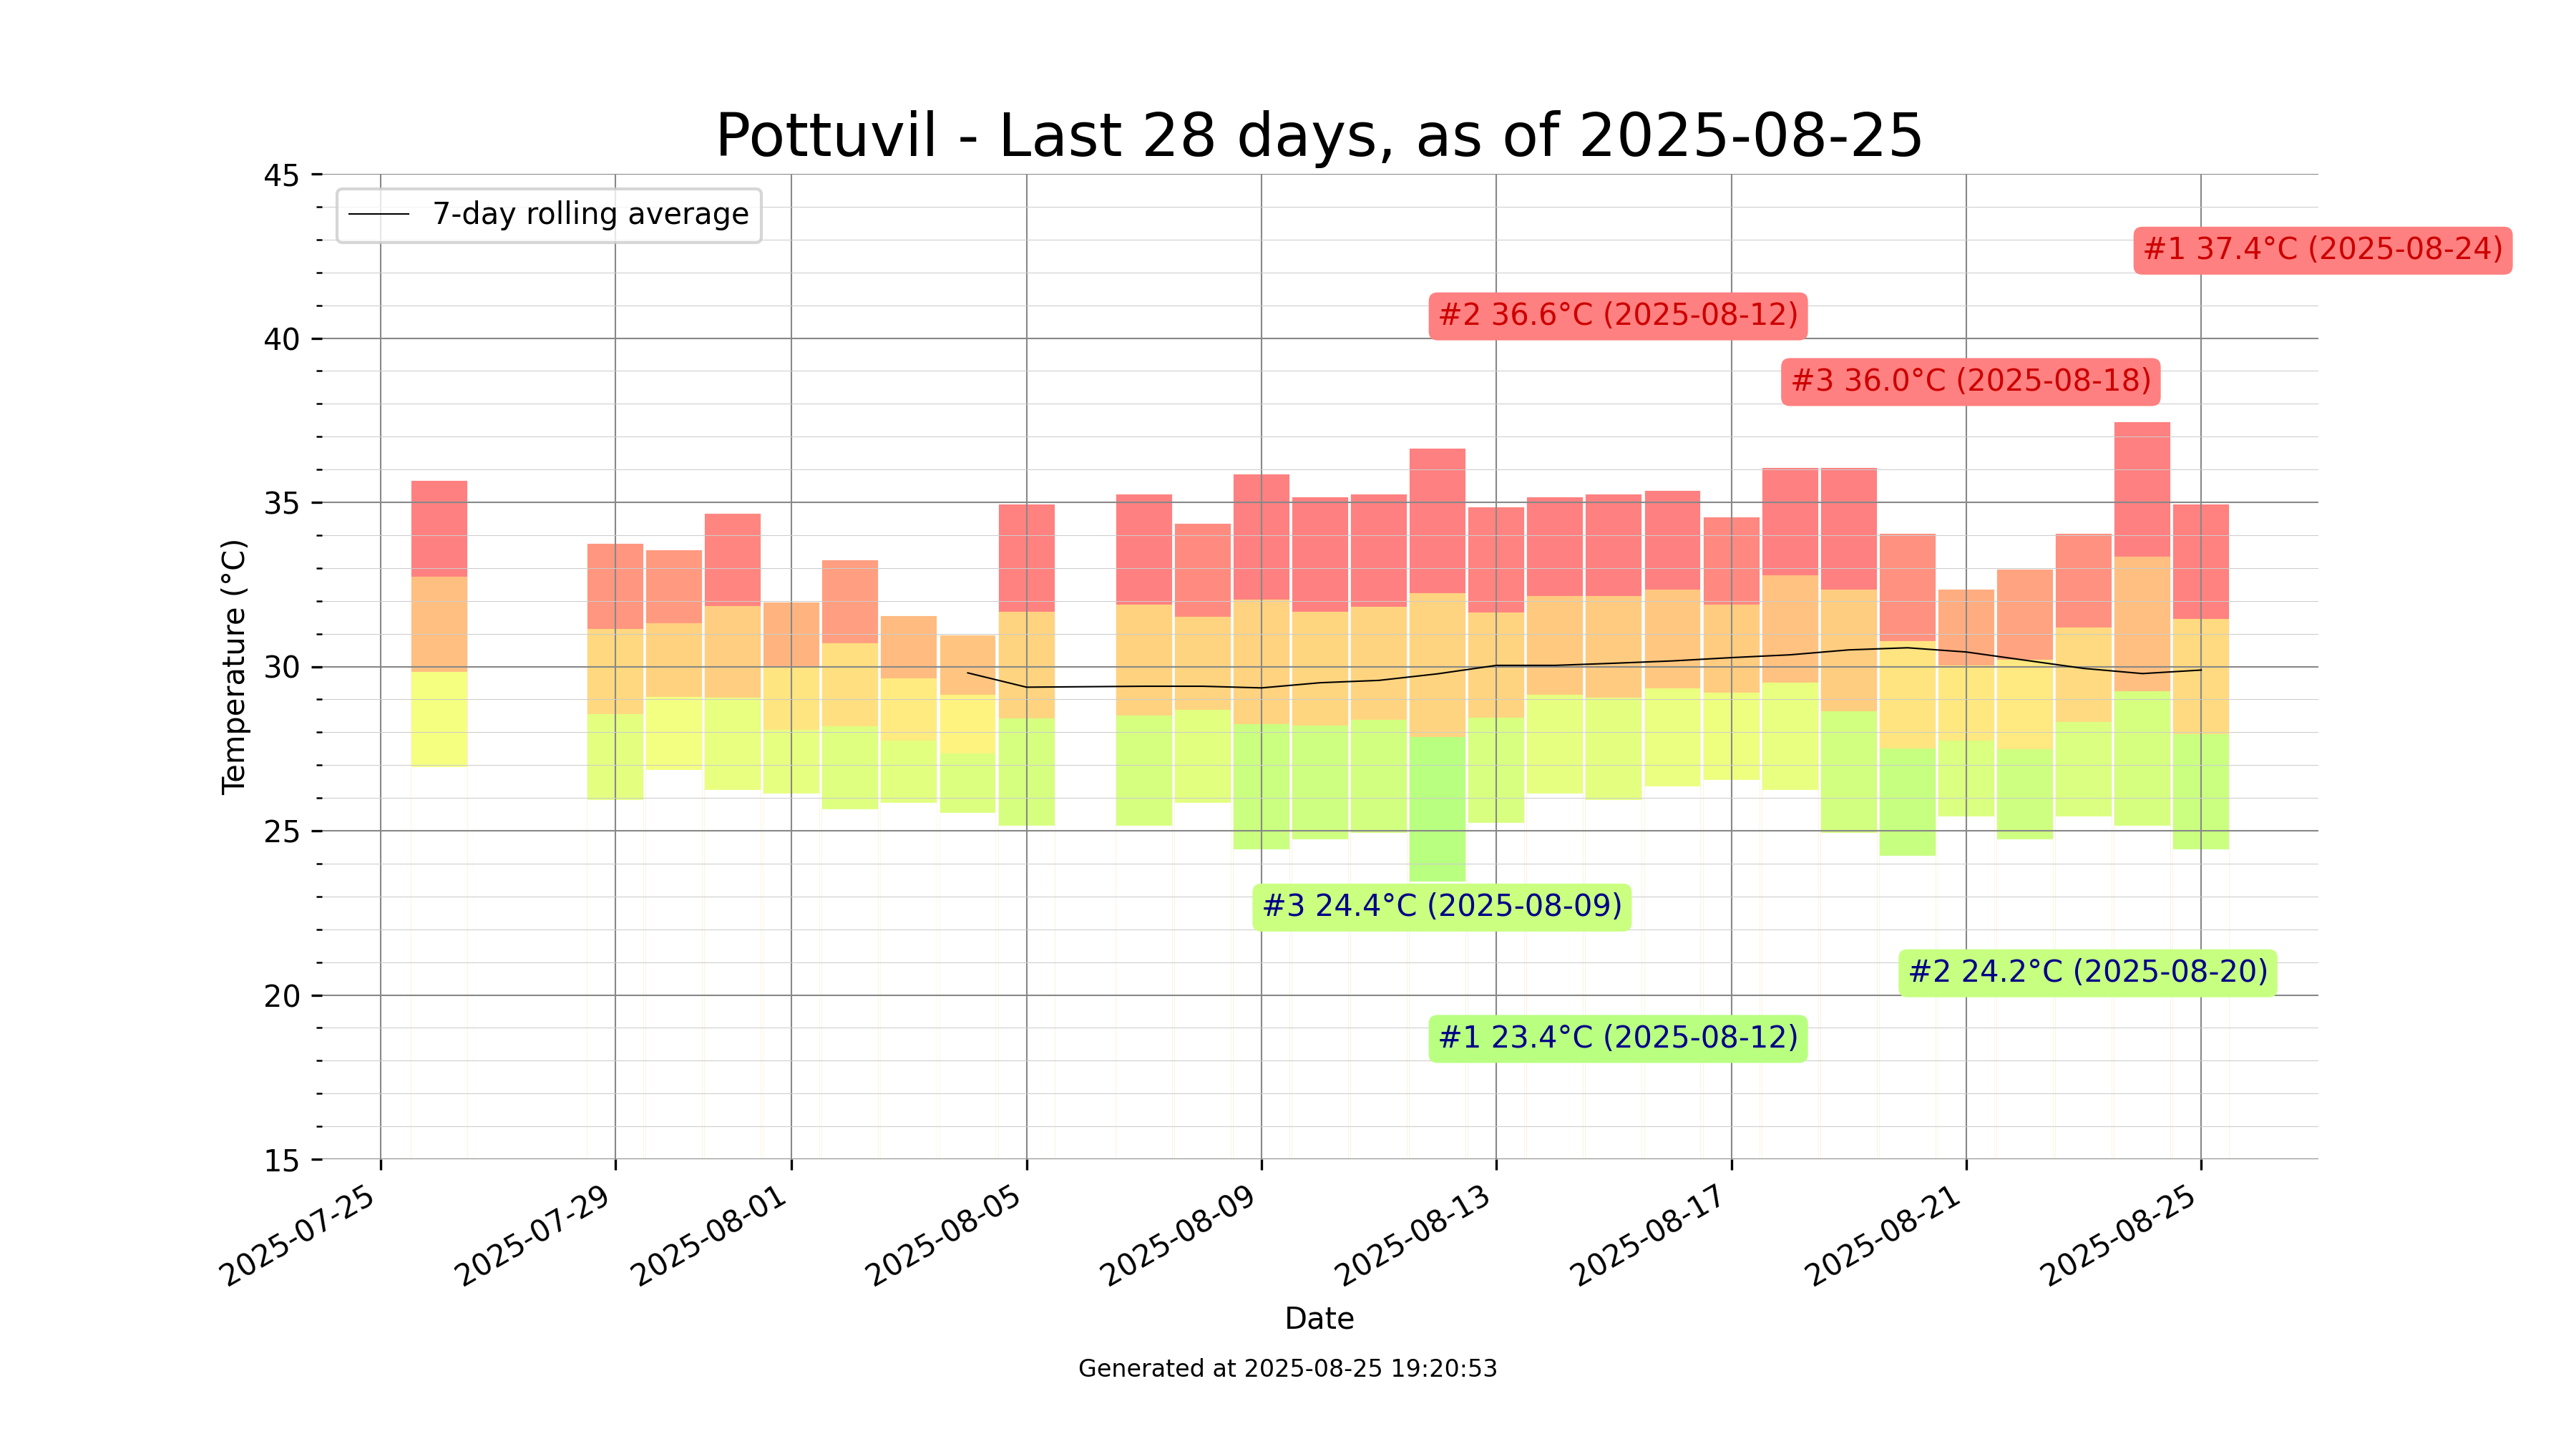 Pottuvil - Last 28 days, as of 2025-08-25
7-day rolling average
#1 37.4°C (2025-08-24)
#2 36.6°C (2025-08-12)
#3 36.0°C (2025-08-18)
#3 24.4°C (2025-08-09)
#2 24.2°C (2025-08-20)
#1 23.4°C (2025-08-12)
Temperature (°C)
45
40
35
30
25
20
15
2025-07-25
2025-07-29
2025-08-01
2025-08-05
2025-08-09
2025-08-13
2025-08-17
2025-08-21
2025-08-25
Date
Generated at 2025-08-25 19:20:53